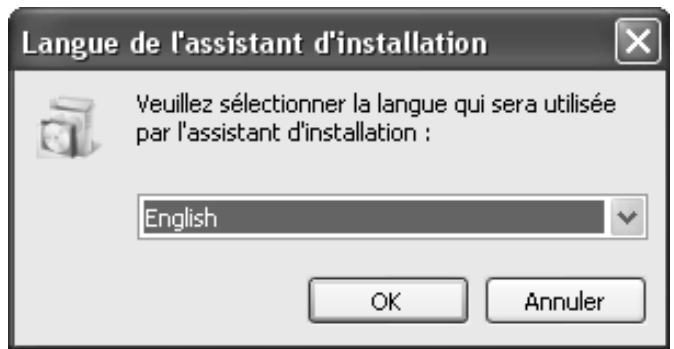 Langue de l'assistant d'installation
Veuillez sélectionner la langue qui sera utilisée
par l'assistant d'installation :
English
OK
Annuler